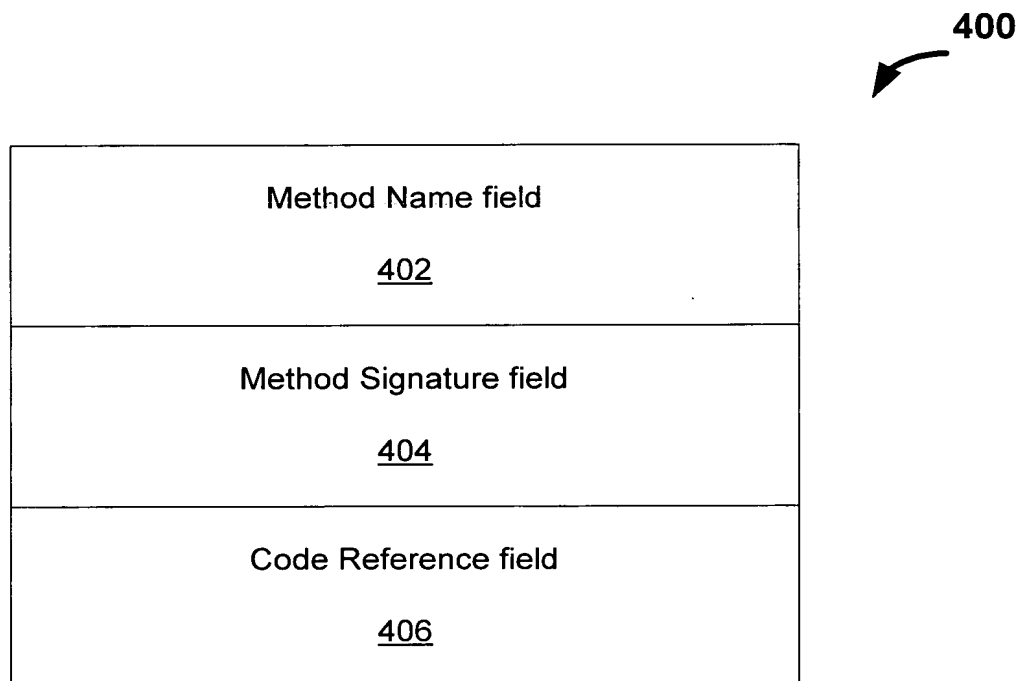 400
Method Name field
402
Method Signature field
404
Code Reference field
406